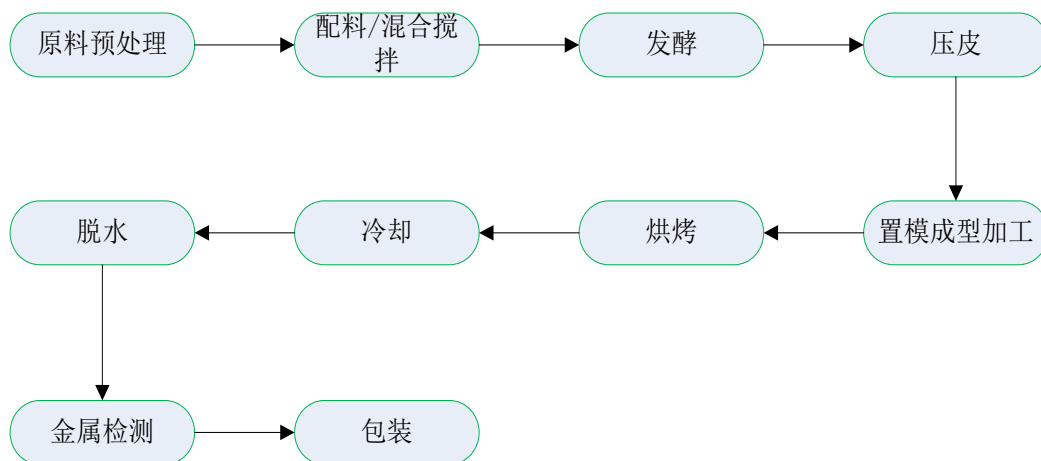 原料预处理
配料/混合搅
拌
发酵
压皮
置模成型加工
烘烤
冷却
脱水
金属检测
包装